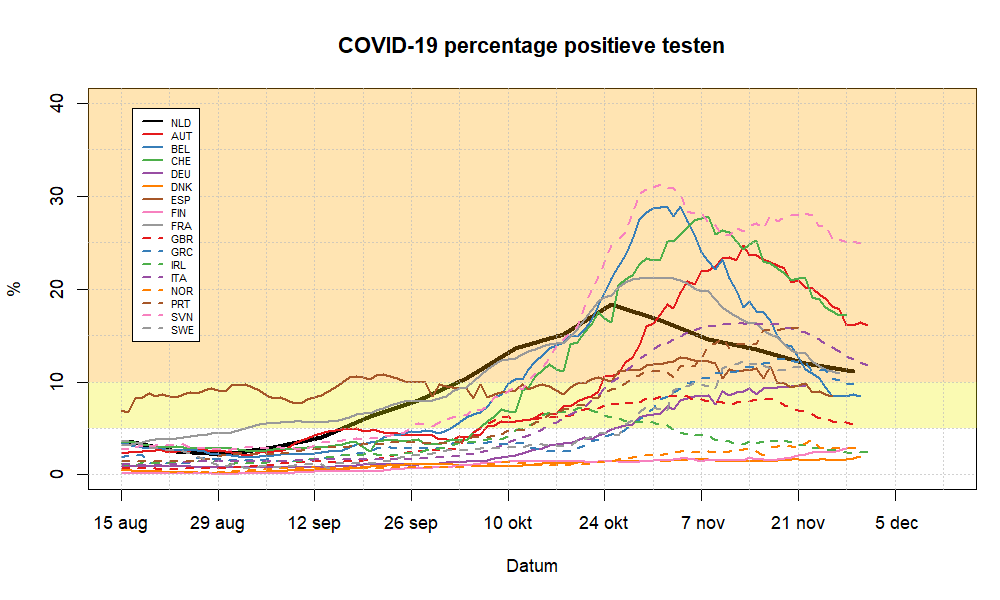 COVID-19 percentage positieve testen
%
40
30
20
10
0
NLD
AUT
BEL
CHE
DEU
DNK
ESP
FIN
FRA
GBR
GRC
IRL
ITA
NOR
PRT
SVN
SWE
15 aug 29 aug 12 sep 26 sep 10 okt 24 okt 7 nov 21 nov 5 dec
Datum